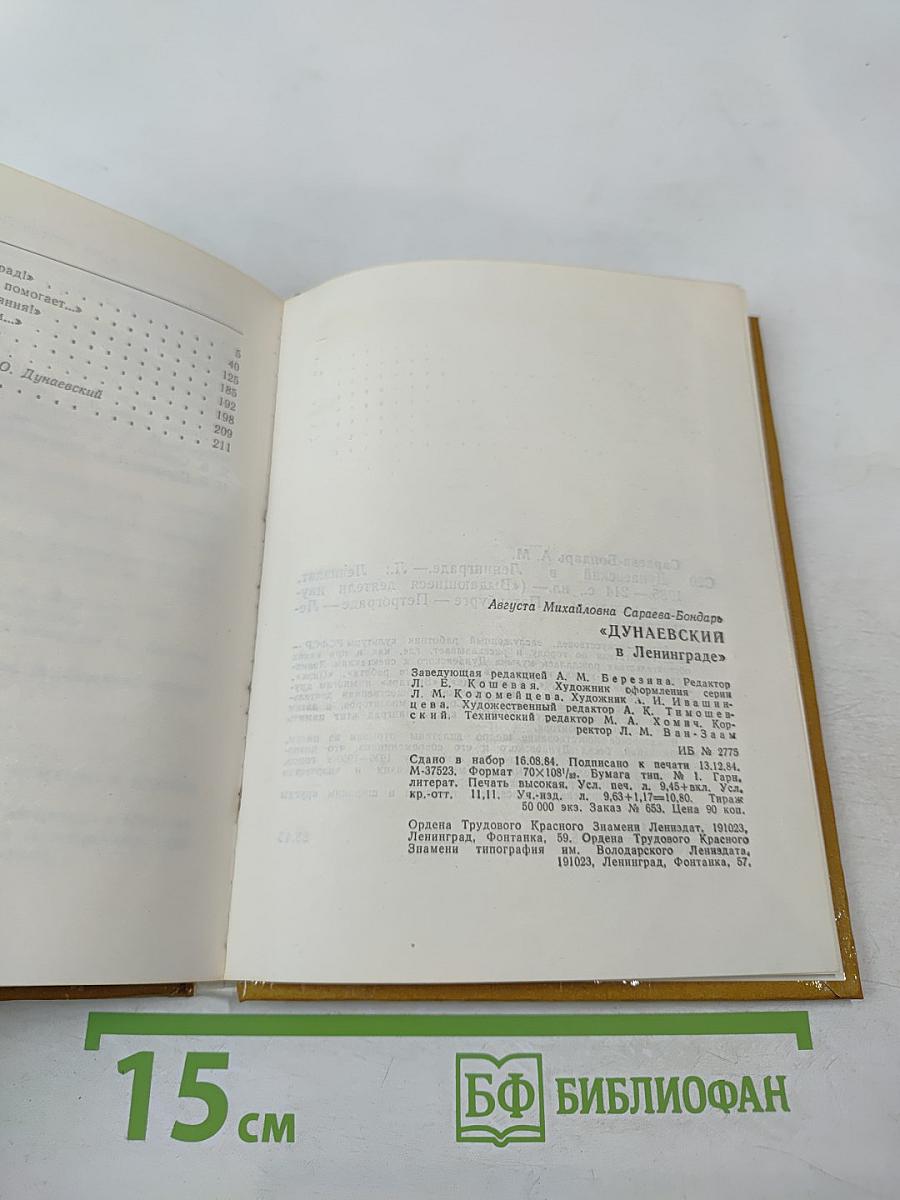 рад!»
помогает...»
ания!»
м...»
О. Дунаевский
5
40
125
185
192
198
209
211
Августа Михайловна Сараева-Бондарь
«ДУНАЕВСКИЙ
в Ленинграде»
Заведующая редакцией А. М. Березина. Редактор
Л. Е. Кошевая. Художник оформления серии
Л. М. Коломейцева. Художник А. И. Ивашин-
цева. Художественный редактор А. К. Тимошев-
ский. Технический редактор М. А. Хомич. Кор-
ректор Л. М. Ван-Заам
ИБ № 2775
Сдано в набор 16.08.84. Подписано к печати 13.12.84.
М-37523. Формат 70×108¹/₃₂. Бумага тип. № 1. Гарн.
литерат. Печать высокая. Усл. печ. л. 9,45+вкл. Усл.
кр.-отт. 11,11. Уч.-изд. л. 9,63+1,17=10,80. Тираж
50 000 экз. Заказ № 653. Цена 90 коп.
Ордена Трудового Красного Знамени Лениздат, 191023,
Ленинград, Фонтанка, 59. Ордена Трудового Красного
Знамени типография им. Володарского Лениздата,
191023, Ленинград, Фонтанка, 57.
15 см
БФ БИБЛИОФАН